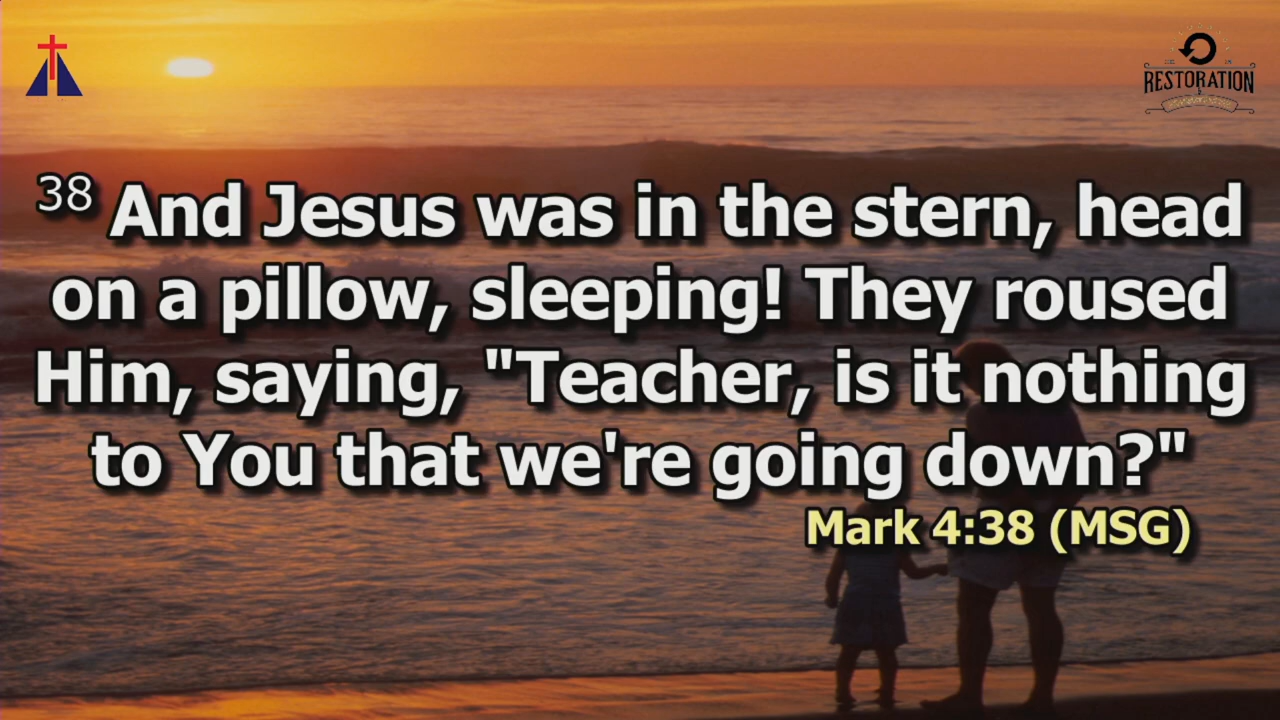 RESTORATION
38 And Jesus was in the stern, head
on a pillow, sleeping! They roused
Him, saying, "Teacher, is it nothing
to You that we're going down?"
Mark 4:38 (MSG)